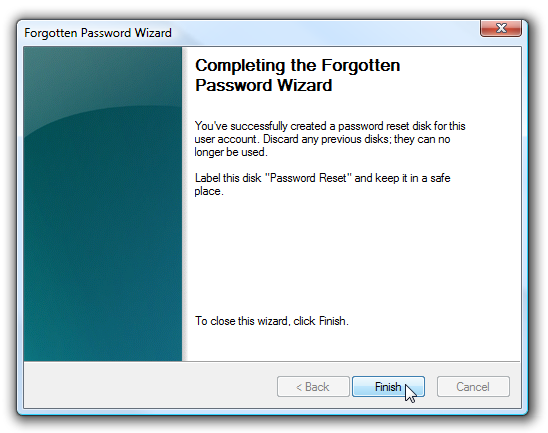 Forgotten Password Wizard
Completing the Forgotten
Password Wizard
You've successfully created a password reset disk for this
user account. Discard any previous disks; they can no
longer be used.
Label this disk "Password Reset" and keep it in a safe
place.
To close this wizard, click Finish.
< Back
Finish
Cancel